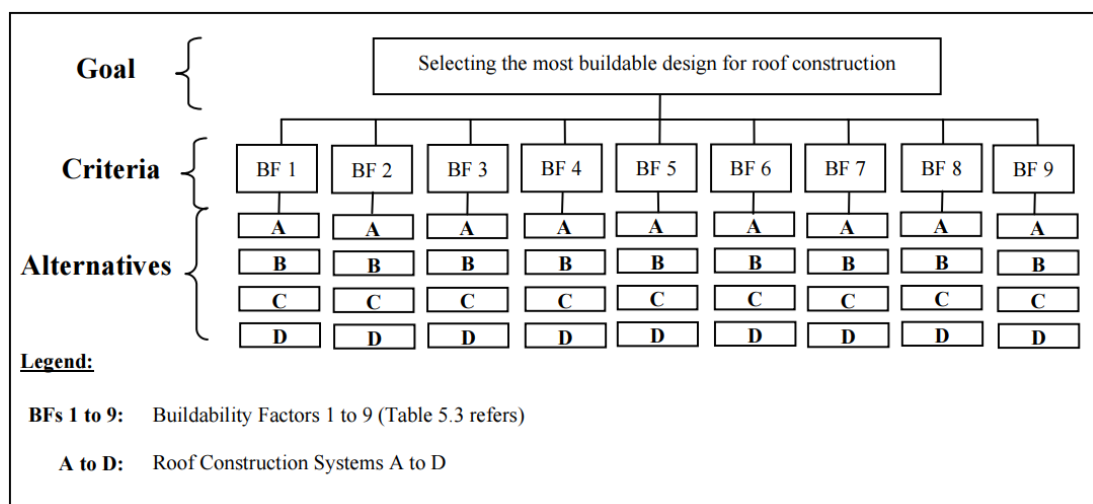 Goal
Selecting the most buildable design for roof construction
Criteria
BF 1 BF 2 BF 3 BF 4 BF 5 BF 6 BF 7 BF 8 BF 9
Alternatives
A A A A A A A A A
B B B B B B B B B
C C C C C C C C C
D D D D D D D D D
Legend:
BFs 1 to 9: Buildability Factors 1 to 9 (Table 5.3 refers)
A to D: Roof Construction Systems A to D